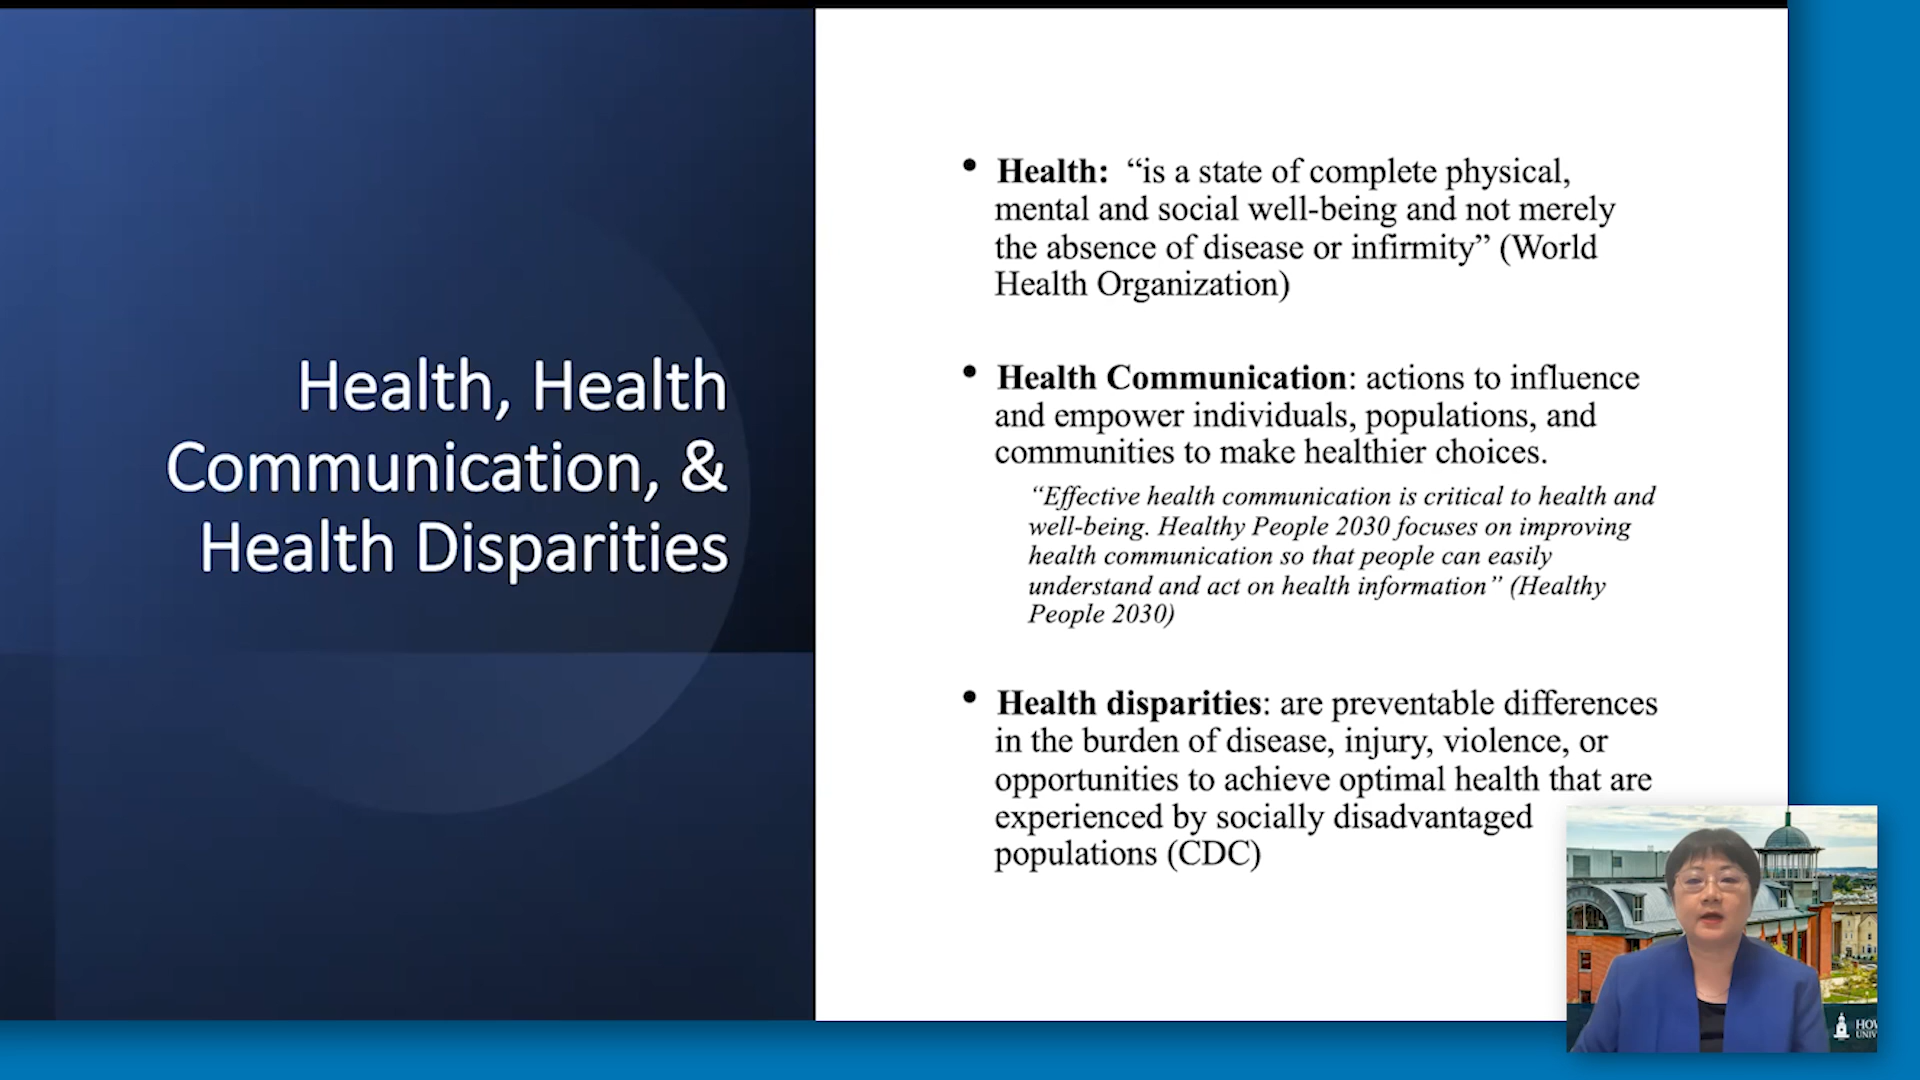 Health, Health
Communication, &
Health Disparities
• Health: “is a state of complete physical,
mental and social well-being and not merely
the absence of disease or infirmity” (World
Health Organization)
• Health Communication: actions to influence
and empower individuals, populations, and
communities to make healthier choices.
“Effective health communication is critical to health and
well-being. Healthy People 2030 focuses on improving
health communication so that people can easily
understand and act on health information” (Healthy
People 2030)
• Health disparities: are preventable differences
in the burden of disease, injury, violence, or
opportunities to achieve optimal health that are
experienced by socially disadvantaged
populations (CDC)